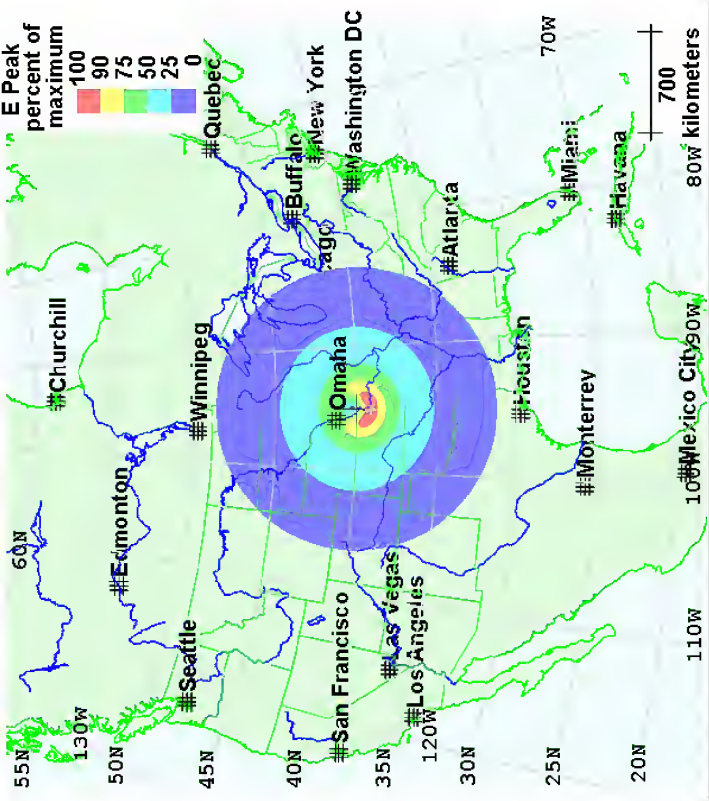 E Peak
percent of
maximum
100
90
75
50
25
0
Quebec
New York
Washington DC
Buffalo
cago
Atlanta
Miami
Havana
Churchill
Winnipeg
Omaha
Houston
Monterrey
Mexico City
Edmonton
Seattle
San Francisco
Las Vegas
Los Angeles
60N
55N
50N
45N
40N
35N
30N
25N
20N
130W
120W
110W
100W
90W
80W
70W
700
kilometers